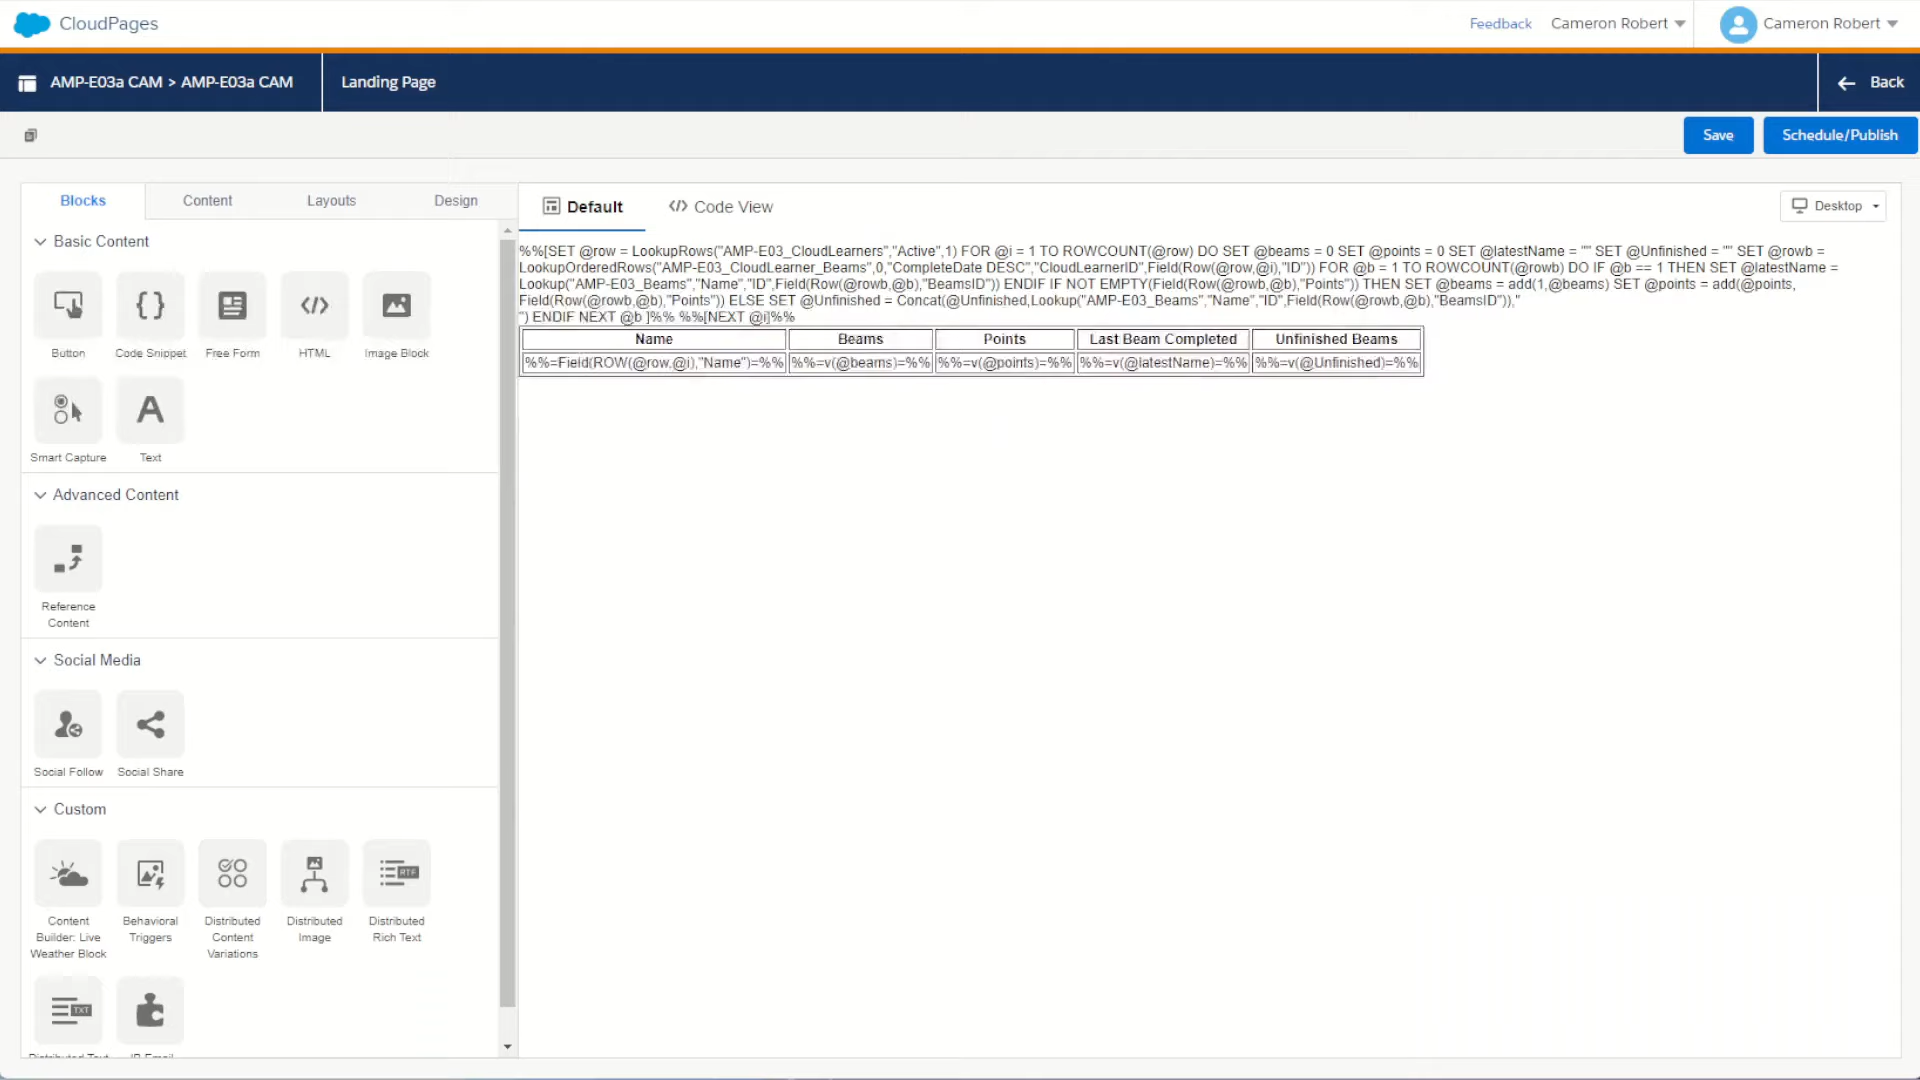 CloudPages
Feedback
Cameron Robert
Cameron Robert
AMP-E03a CAM > AMP-E03a CAM
Landing Page
Back
Save
Schedule/Publish
Blocks
Content
Layouts
Design
Default
</> Code View
Desktop
Basic Content
Button
Code Snippet
Free Form
HTML
Image Block
Smart Capture
Text
Advanced Content
Reference
Content
Social Media
Social Follow
Social Share
Custom
Content
Builder: Live
Weather Block
Behavioral
Triggers
Distributed
Content
Variations
Distributed
Image
RTF
Distributed
Rich Text
TXT
Distributed Text
JB Email
%%[SET @row = LookupRows("AMP-E03_CloudLearners","Active",1) FOR @i = 1 TO ROWCOUNT(@row) DO SET @beams = 0 SET @points = 0 SET @latestName = "" SET @Unfinished = "" SET @rowb =
LookupOrderedRows("AMP-E03_CloudLearner_Beams",0,"CompleteDate DESC","CloudLearnerID",Field(Row(@row,@i),"ID")) FOR @b = 1 TO ROWCOUNT(@rowb) DO IF @b == 1 THEN SET @latestName =
Lookup("AMP-E03_Beams","Name","ID",Field(Row(@rowb,@b),"BeamsID")) ENDIF IF NOT EMPTY(Field(Row(@rowb,@b),"Points")) THEN SET @beams = add(1,@beams) SET @points = add(@points,
Field(Row(@rowb,@b),"Points")) ELSE SET @Unfinished = Concat(@Unfinished,Lookup("AMP-E03_Beams","Name","ID",Field(Row(@rowb,@b),"BeamsID")),"
") ENDIF NEXT @b ]%% %%[NEXT @i]%%
Name Beams Points Last Beam Completed Unfinished Beams
%%=Field(ROW(@row,@i),"Name")=%% %%=v(@beams)=%% %%=v(@points)=%% %%=v(@latestName)=%% %%=v(@Unfinished)=%%